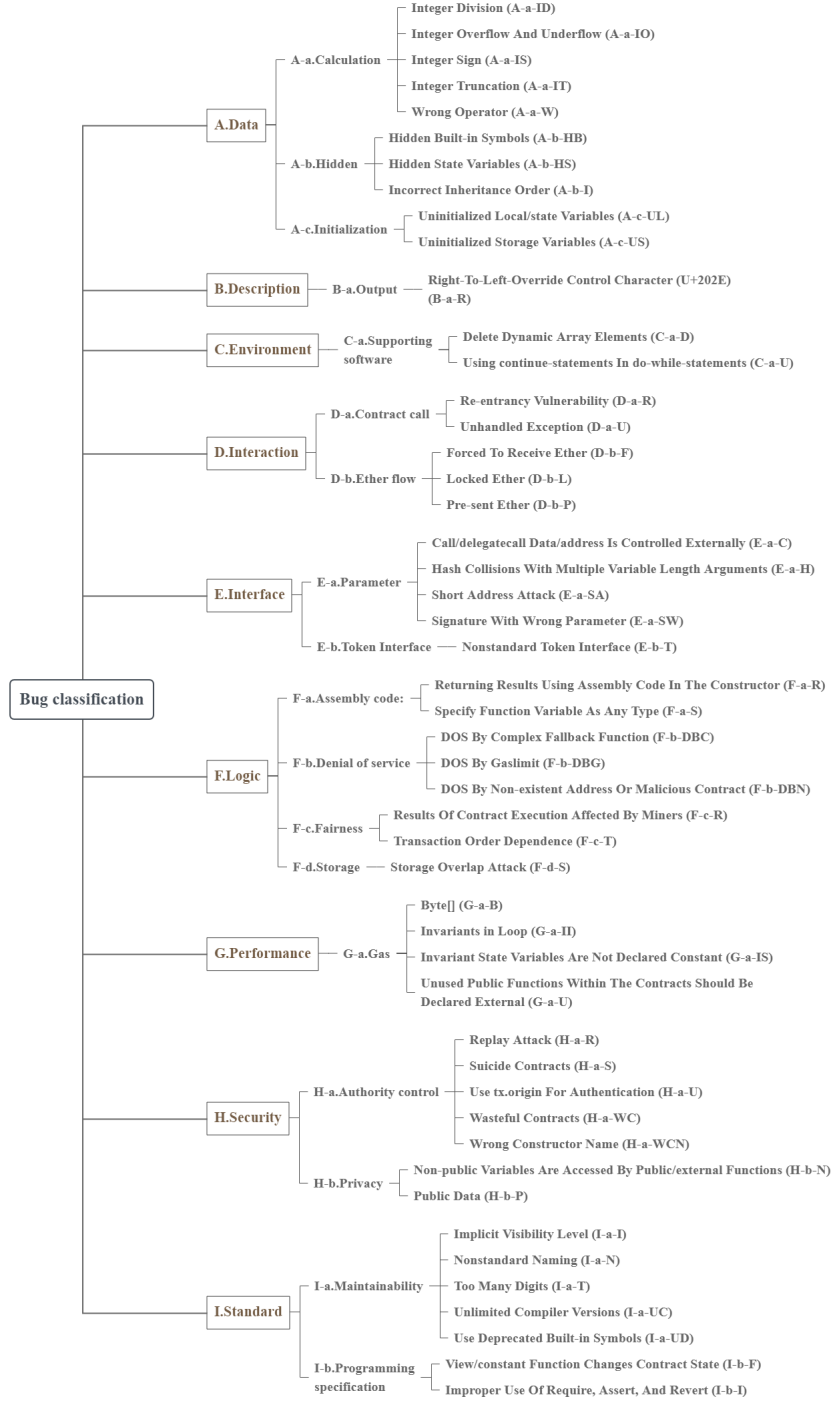 Bug classification
A.Data
A-a.Calculation
Integer Division (A-a-ID)
Integer Overflow And Underflow (A-a-IO)
Integer Sign (A-a-IS)
Integer Truncation (A-a-IT)
Wrong Operator (A-a-W)
A-b.Hidden
Hidden Built-in Symbols (A-b-HB)
Hidden State Variables (A-b-HS)
Incorrect Inheritance Order (A-b-I)
A-c.Initialization
Uninitialized Local/state Variables (A-c-UL)
Uninitialized Storage Variables (A-c-US)
B.Description
B-a.Output
Right-To-Left-Override Control Character (U+202E)
(B-a-R)
C.Environment
C-a.Supporting
software
Delete Dynamic Array Elements (C-a-D)
Using continue-statements In do-while-statements (C-a-U)
D.Interaction
D-a.Contract call
Re-entrancy Vulnerability (D-a-R)
Unhandled Exception (D-a-U)
D-b.Ether flow
Forced To Receive Ether (D-b-F)
Locked Ether (D-b-L)
Pre-sent Ether (D-b-P)
E.Interface
E-a.Parameter
Call/delegatecall Data/address Is Controlled Externally (E-a-C)
Hash Collisions With Multiple Variable Length Arguments (E-a-H)
Short Address Attack (E-a-SA)
Signature With Wrong Parameter (E-a-SW)
E-b.Token Interface
Nonstandard Token Interface (E-b-T)
F.Logic
F-a.Assembly code:
Returning Results Using Assembly Code In The Constructor (F-a-R)
Specify Function Variable As Any Type (F-a-S)
F-b.Denial of service
DOS By Complex Fallback Function (F-b-DBC)
DOS By Gaslimit (F-b-DBG)
DOS By Non-existent Address Or Malicious Contract (F-b-DBN)
F-c.Fairness
Results Of Contract Execution Affected By Miners (F-c-R)
Transaction Order Dependence (F-c-T)
F-d.Storage
Storage Overlap Attack (F-d-S)
G.Performance
G-a.Gas
Byte[] (G-a-B)
Invariants in Loop (G-a-II)
Invariant State Variables Are Not Declared Constant (G-a-IS)
Unused Public Functions Within The Contracts Should Be
Declared External (G-a-U)
H.Security
H-a.Authority control
Replay Attack (H-a-R)
Suicide Contracts (H-a-S)
Use tx.origin For Authentication (H-a-U)
Wasteful Contracts (H-a-WC)
Wrong Constructor Name (H-a-WCN)
H-b.Privacy
Non-public Variables Are Accessed By Public/external Functions (H-b-N)
Public Data (H-b-P)
I.Standard
I-a.Maintainability
Implicit Visibility Level (I-a-I)
Nonstandard Naming (I-a-N)
Too Many Digits (I-a-T)
Unlimited Compiler Versions (I-a-UC)
Use Deprecated Built-in Symbols (I-a-UD)
I-b.Programming
specification
View/constant Function Changes Contract State (I-b-F)
Improper Use Of Require, Assert, And Revert (I-b-I)